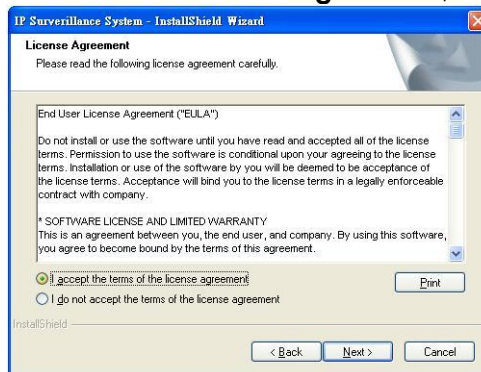 IP Surverillance System - InstallShield Wizard
License Agreement
Please read the following license agreement carefully.
End User License Agreement ("EULA")
Do not install or use the software until you have read and accepted all of the license
terms. Permission to use the software is conditional upon your agreeing to the license
terms. Installation or use of the software by you will be deemed to be acceptance of
the license terms. Acceptance will bind you to the license terms in a legally enforceable
contract with company.
* SOFTWARE LICENSE AND LIMITED WARRANTY
This is an agreement between you, the end user, and company. By using this software,
you agree to become bound by the terms of this agreement.
I accept the terms of the license agreement
Print
I do not accept the terms of the license agreement
InstallShield
< Back
Next >
Cancel